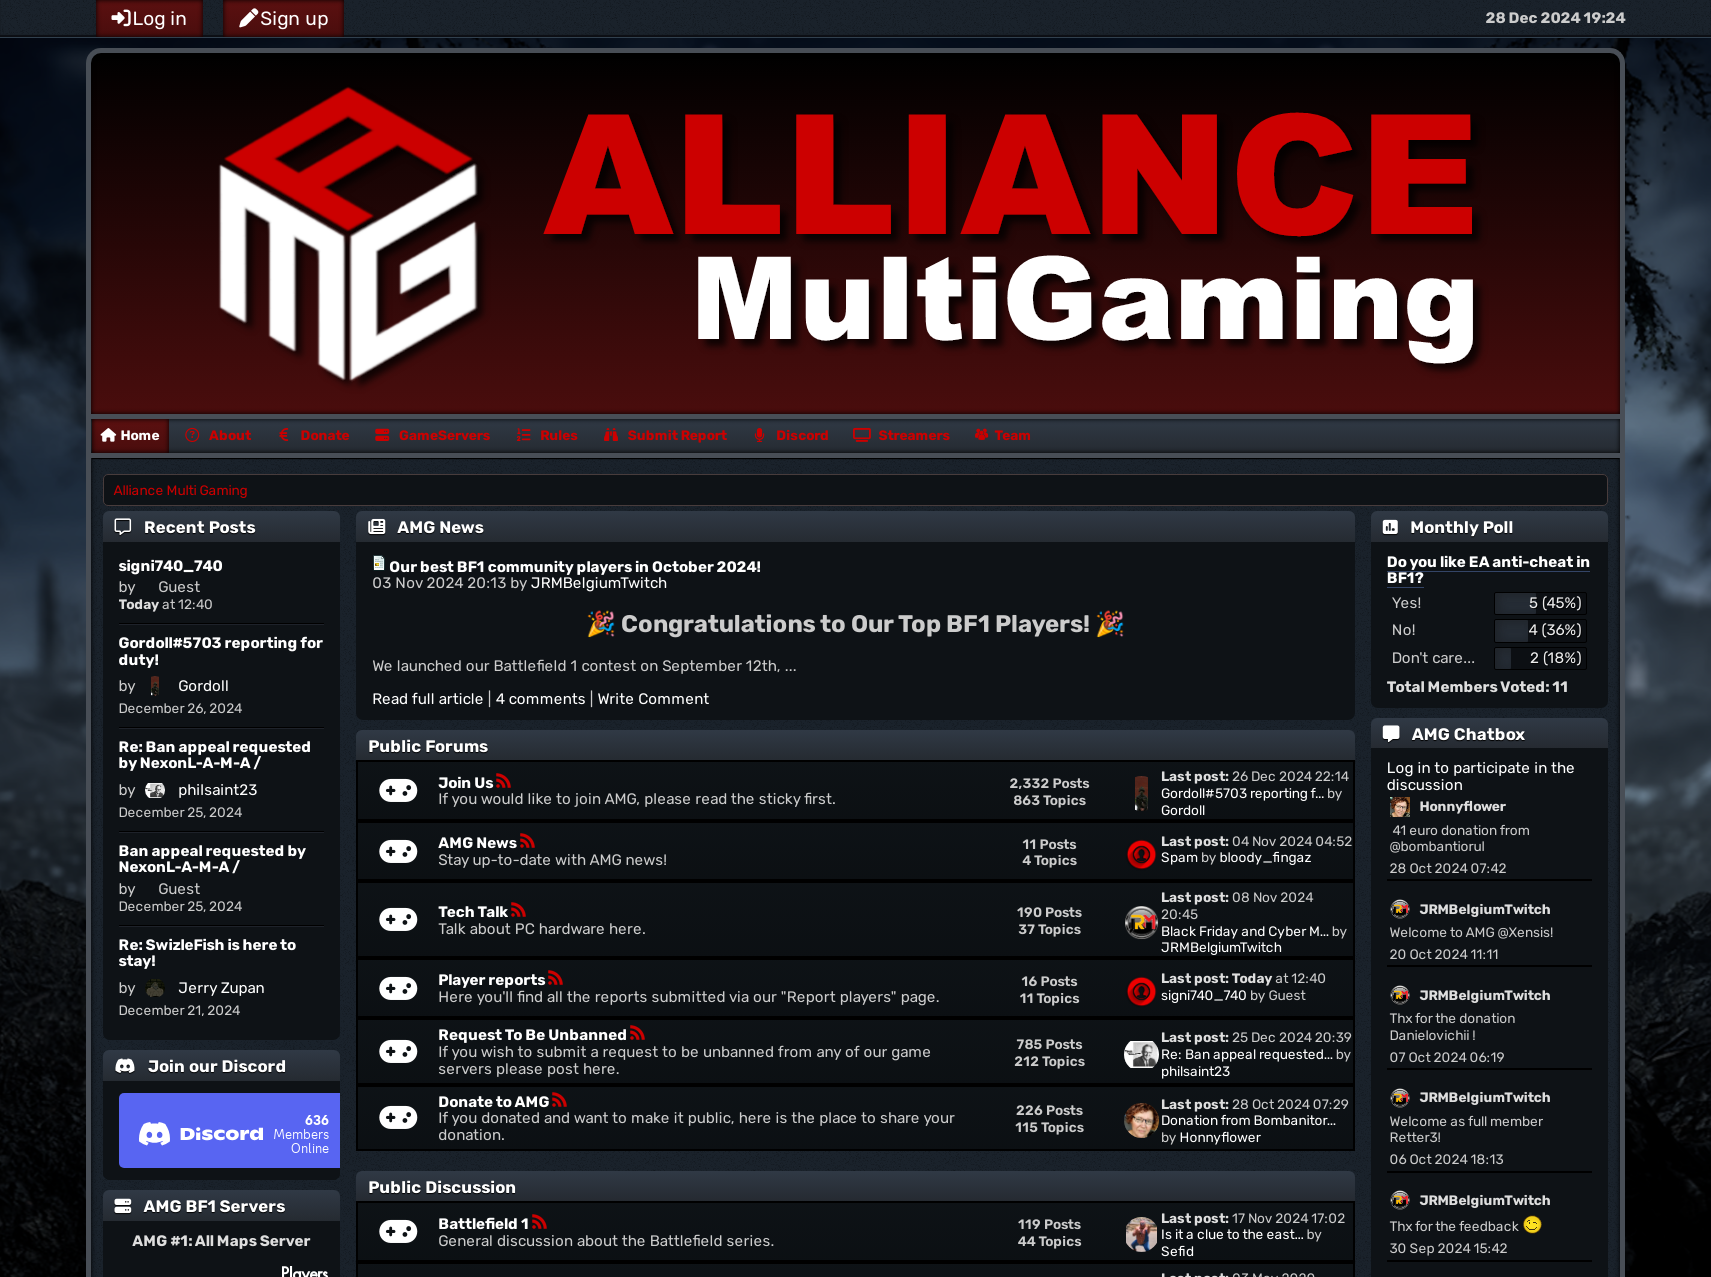 Log in
Sign up
28 Dec 2024 19:24
AMG
ALLIANCE
MultiGaming
Home
About
Donate
GameServers
Rules
Submit Report
Discord
Streamers
Team
Alliance Multi Gaming
Recent Posts
signi740_740
by Guest
Today at 12:40
Gordoll#5703 reporting for
duty!
by Gordoll
December 26, 2024
Re: Ban appeal requested
by NexonL-A-M-A /
by philsaint23
December 25, 2024
Ban appeal requested by
NexonL-A-M-A /
by Guest
December 25, 2024
Re: SwizleFish is here to
stay!
by Jerry Zupan
December 21, 2024
Join our Discord
Discord
636
Members
Online
AMG BF1 Servers
AMG #1: All Maps Server
Players
AMG News
Our best BF1 community players in October 2024!
03 Nov 2024 20:13 by JRMBelgiumTwitch
🎉 Congratulations to Our Top BF1 Players! 🎉
We launched our Battlefield 1 contest on September 12th, ...
Read full article | 4 comments | Write Comment
Public Forums
Join Us
If you would like to join AMG, please read the sticky first.
2,332 Posts
863 Topics
Last post: 26 Dec 2024 22:14
Gordoll#5703 reporting f... by
Gordoll
AMG News
Stay up-to-date with AMG news!
11 Posts
4 Topics
Last post: 04 Nov 2024 04:52
Spam by bloody_fingaz
Tech Talk
Talk about PC hardware here.
190 Posts
37 Topics
Last post: 08 Nov 2024
20:45
Black Friday and Cyber M... by
JRMBelgiumTwitch
Player reports
Here you'll find all the reports submitted via our "Report players" page.
16 Posts
11 Topics
Last post: Today at 12:40
signi740_740 by Guest
Request To Be Unbanned
If you wish to submit a request to be unbanned from any of our game
servers please post here.
785 Posts
212 Topics
Last post: 25 Dec 2024 20:39
Re: Ban appeal requested... by
philsaint23
Donate to AMG
If you donated and want to make it public, here is the place to share your
donation.
226 Posts
115 Topics
Last post: 28 Oct 2024 07:29
Donation from Bombanitor...
by Honnyflower
Public Discussion
Battlefield 1
General discussion about the Battlefield series.
119 Posts
44 Topics
Last post: 17 Nov 2024 17:02
Is it a clue to the east... by
Sefid
Monthly Poll
Do you like EA anti-cheat in
BF1?
Yes! 5 (45%)
No! 4 (36%)
Don't care... 2 (18%)
Total Members Voted: 11
AMG Chatbox
Log in to participate in the
discussion
Honnyflower
41 euro donation from
@bombantiorul
28 Oct 2024 07:42
JRMBelgiumTwitch
Welcome to AMG @Xensis!
20 Oct 2024 11:11
JRMBelgiumTwitch
Thx for the donation
Danielovichii !
07 Oct 2024 06:19
JRMBelgiumTwitch
Welcome as full member
Retter3!
06 Oct 2024 18:13
JRMBelgiumTwitch
Thx for the feedback
30 Sep 2024 15:42